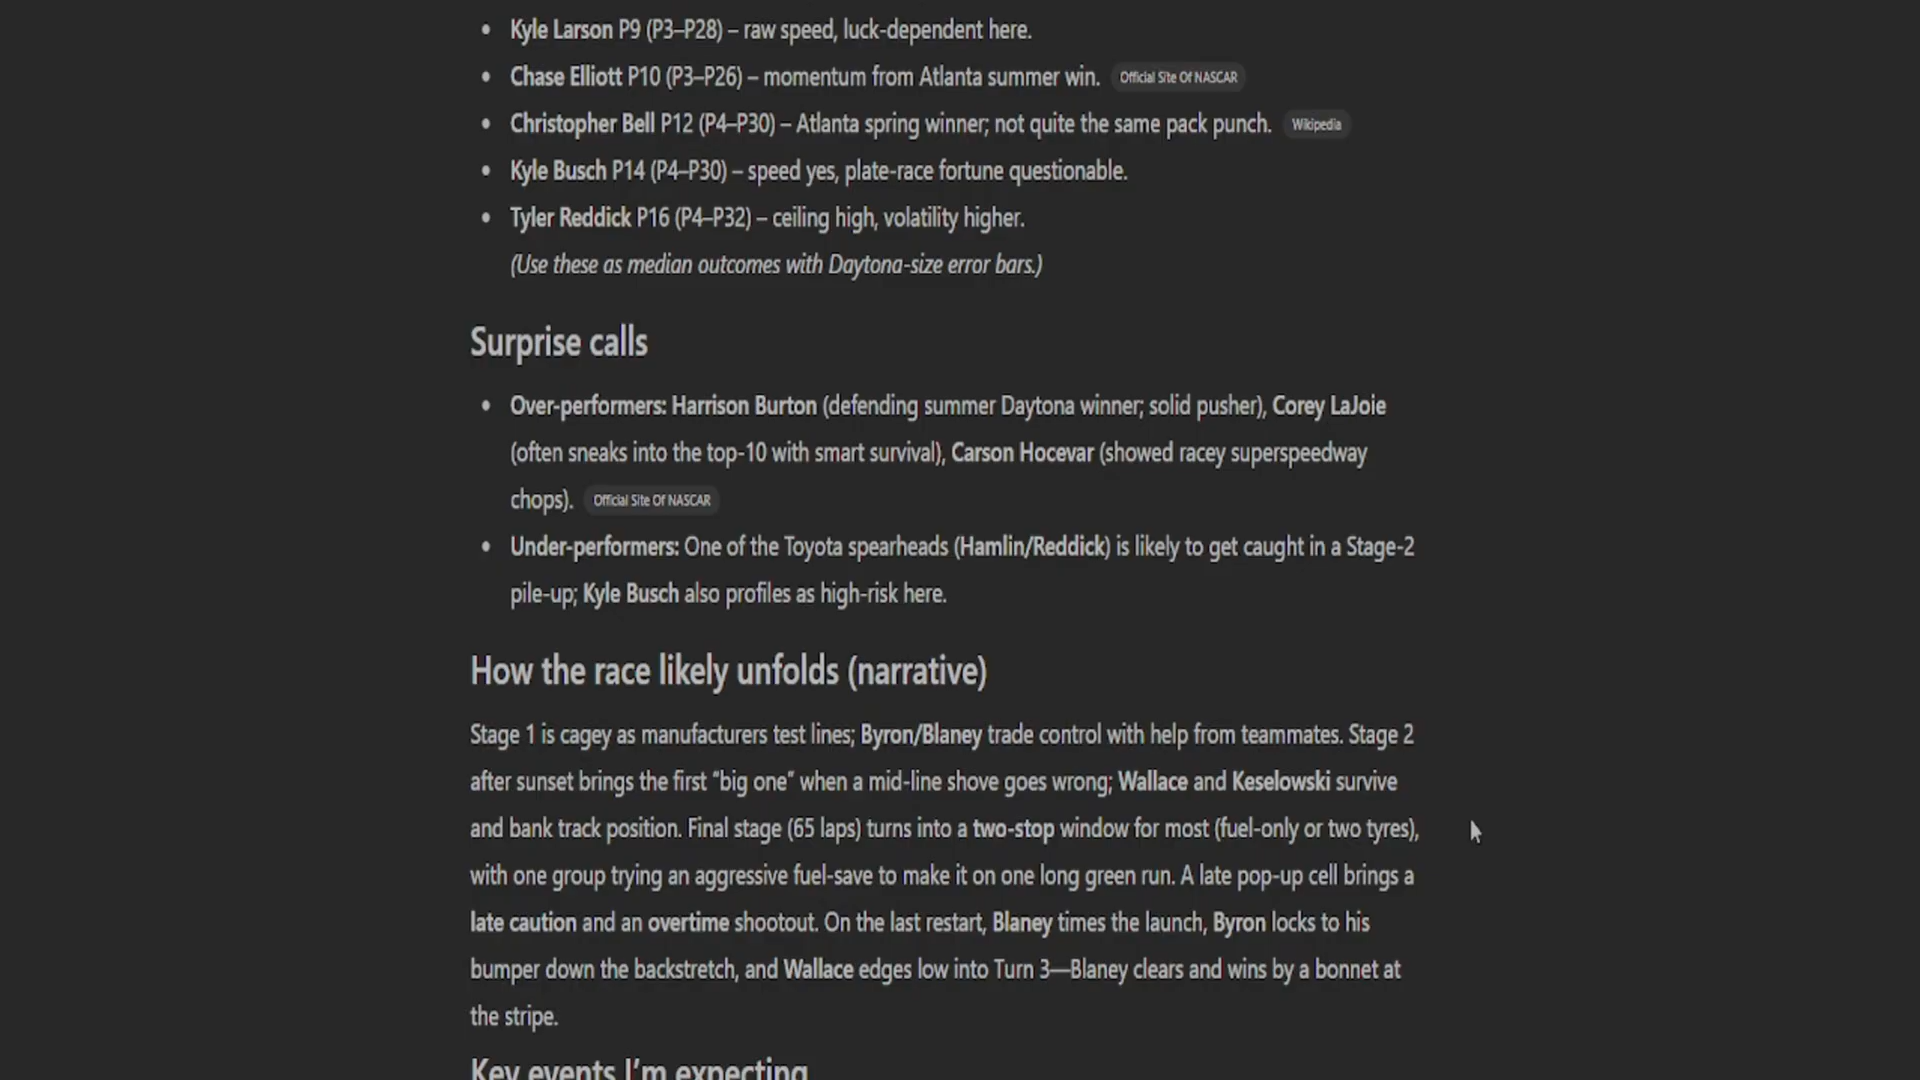 Kyle Larson P9 (P3–P28) – raw speed, luck-dependent here.
Chase Elliott P10 (P3–P26) – momentum from Atlanta summer win. Official Site Of NASCAR
Christopher Bell P12 (P4–P30) – Atlanta spring winner; not quite the same pack punch. Wikipedia
Kyle Busch P14 (P4–P30) – speed yes, plate-race fortune questionable.
Tyler Reddick P16 (P4–P32) – ceiling high, volatility higher.
(Use these as median outcomes with Daytona-size error bars.)
Surprise calls
Over-performers: Harrison Burton (defending summer Daytona winner; solid pusher), Corey LaJoie
(often sneaks into the top-10 with smart survival), Carson Hocevar (showed racey superspeedway
chops). Official Site Of NASCAR
Under-performers: One of the Toyota spearheads (Hamlin/Reddick) is likely to get caught in a Stage-2
pile-up; Kyle Busch also profiles as high-risk here.
How the race likely unfolds (narrative)
Stage 1 is cagey as manufacturers test lines; Byron/Blaney trade control with help from teammates. Stage 2
after sunset brings the first “big one” when a mid-line shove goes wrong; Wallace and Keselowski survive
and bank track position. Final stage (65 laps) turns into a two-stop window for most (fuel-only or two tyres),
with one group trying an aggressive fuel-save to make it on one long green run. A late pop-up cell brings a
late caution and an overtime shootout. On the last restart, Blaney times the launch, Byron locks to his
bumper down the backstretch, and Wallace edges low into Turn 3—Blaney clears and wins by a bonnet at
the stripe.
Key events I’m expecting